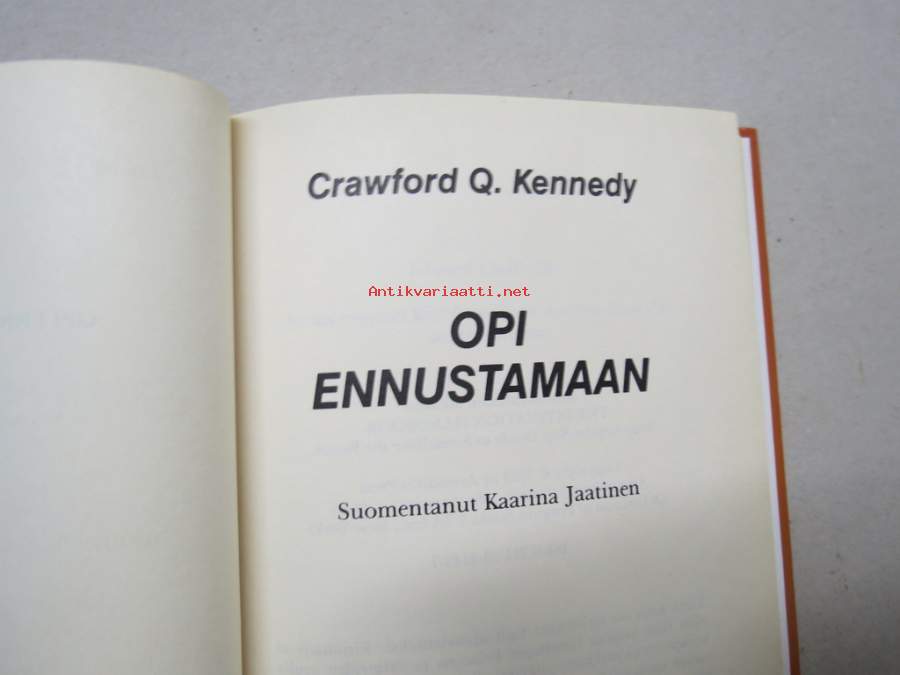 Crawford Q. Kennedy
Antikvariaatti.net
OPI
ENNUSTAMAAN
Suomentanut Kaarina Jaatinen